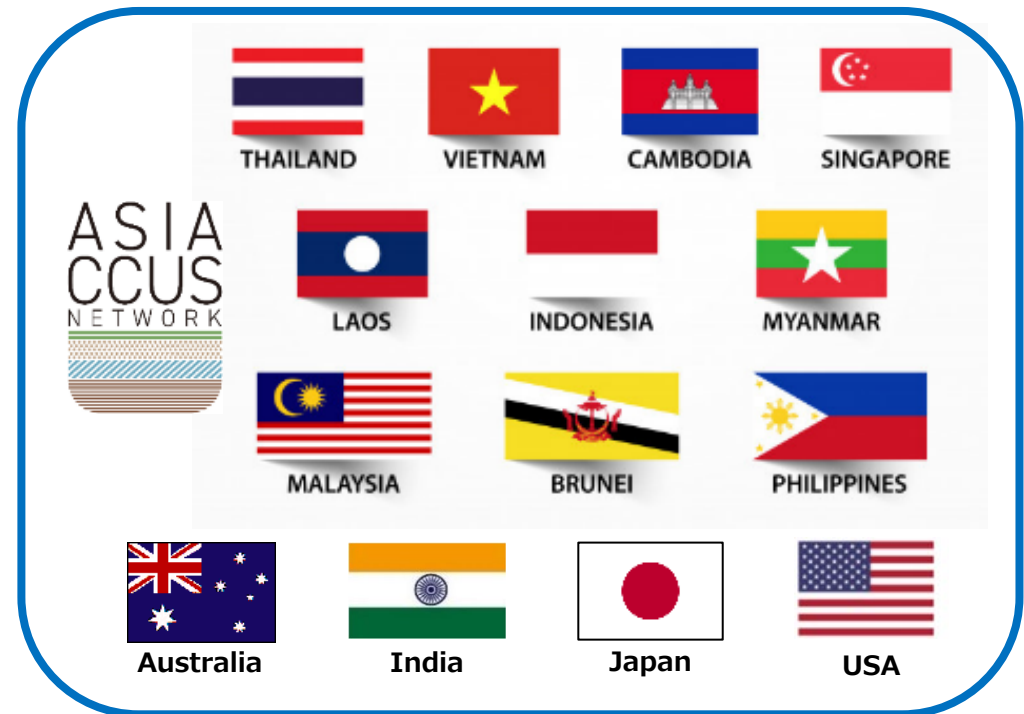 THAILAND VIETNAM CAMBODIA SINGAPORE
ASIA
CCUS
NETWORK
LAOS INDONESIA MYANMAR
MALAYSIA BRUNEI PHILIPPINES
Australia India Japan USA